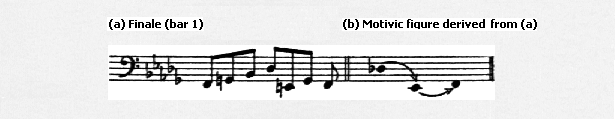 (a) Finale (bar 1)
(b) Motivic figure derived from (a)